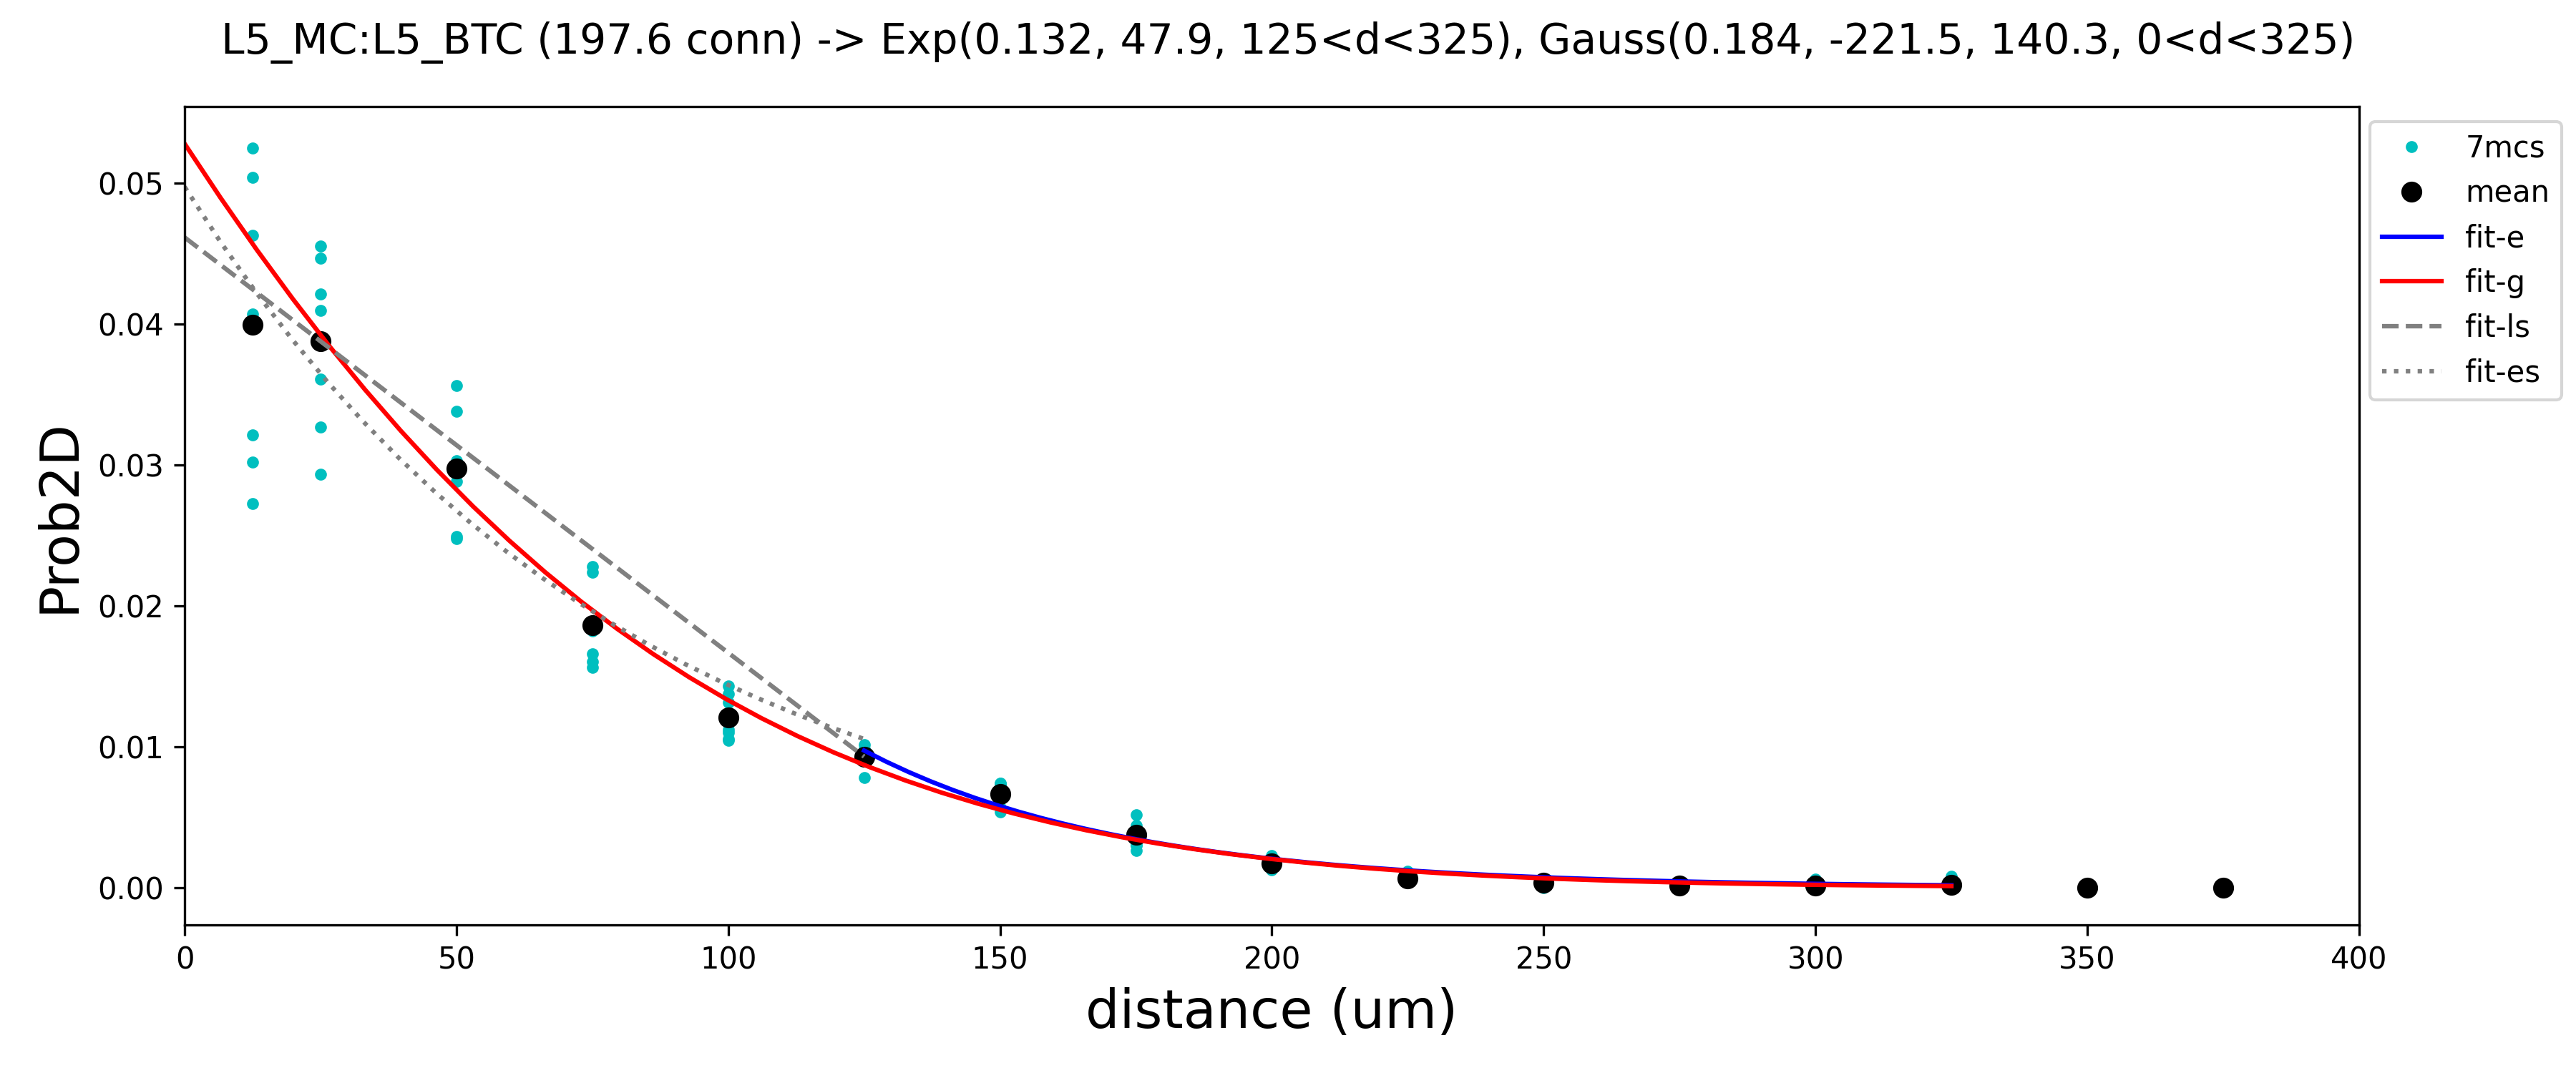 L5_MC:L5_BTC (197.6 conn) -> Exp(0.132, 47.9, 125<d<325), Gauss(0.184, -221.5, 140.3, 0<d<325)
7mcs
mean
fit-e
fit-g
fit-ls
fit-es
Prob2D
0.05
0.04
0.03
0.02
0.01
0.00
0 50 100 150 200 250 300 350 400
distance (um)